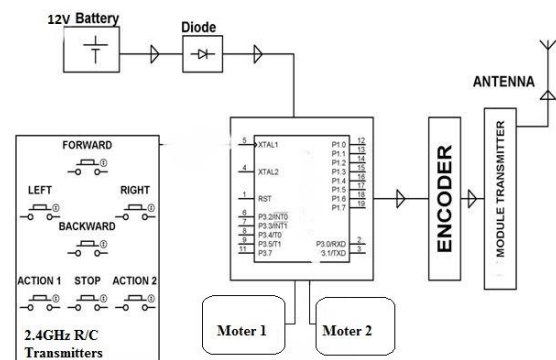 12V Battery
Diode
ANTENNA
FORWARD
LEFT
RIGHT
BACKWARD
ACTION 1 STOP ACTION 2
2.4GHz R/C
Transmitters
5 XTAL1
4 XTAL2
1 RST
6 P3.2/INT0
7 P3.3/INT1
8 P3.4/T0
9 P3.5/T1
11 P3.7
P1.0 12
P1.1 13
P1.2 14
P1.3 15
P1.4 16
P1.5 17
P1.6 18
P1.7 19
P3.0/RXD 2
3.1/TXD 3
ENCODER
MODULE TRANSMITTER
Moter 1
Moter 2